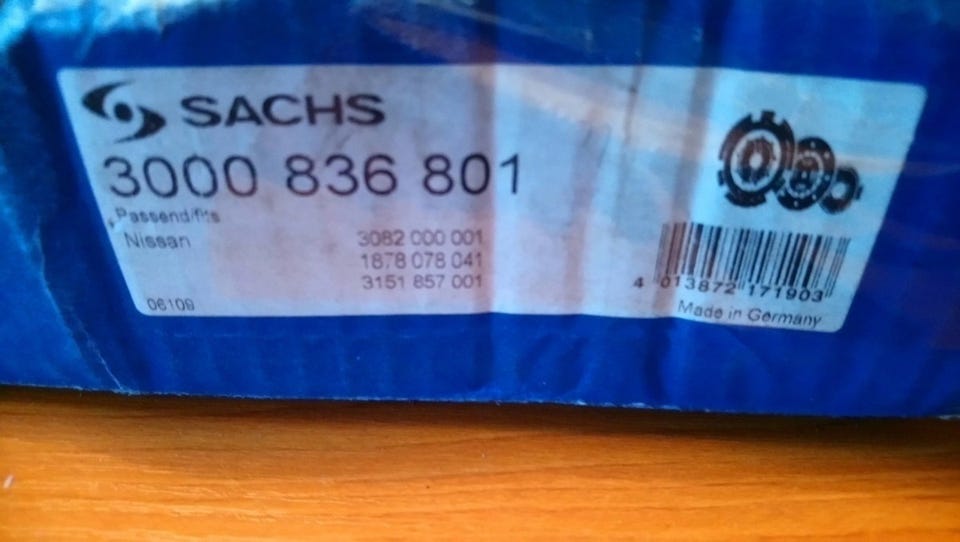 SACHS
3000 836 801
Passend/fits
Nissan 3082 000 001
1878 078 041
3151 857 001
06109
4 013872 171903
Made in Germany